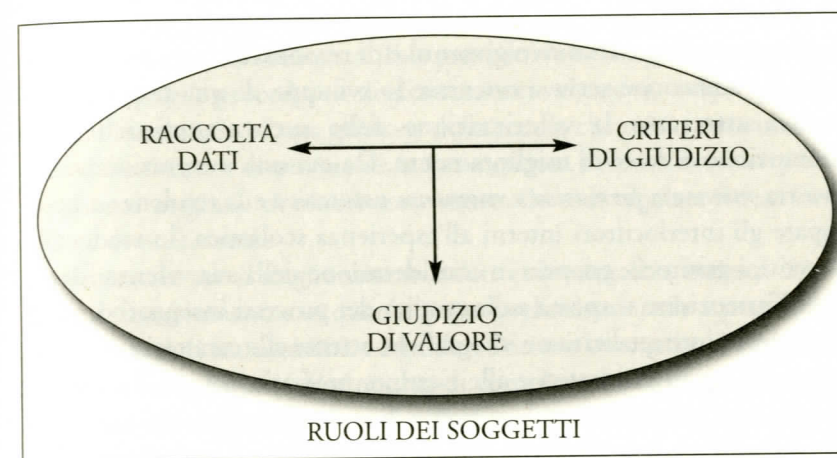 RACCOLTA
DATI
CRITERI
DI GIUDIZIO
GIUDIZIO
DI VALORE
RUOLI DEI SOGGETTI